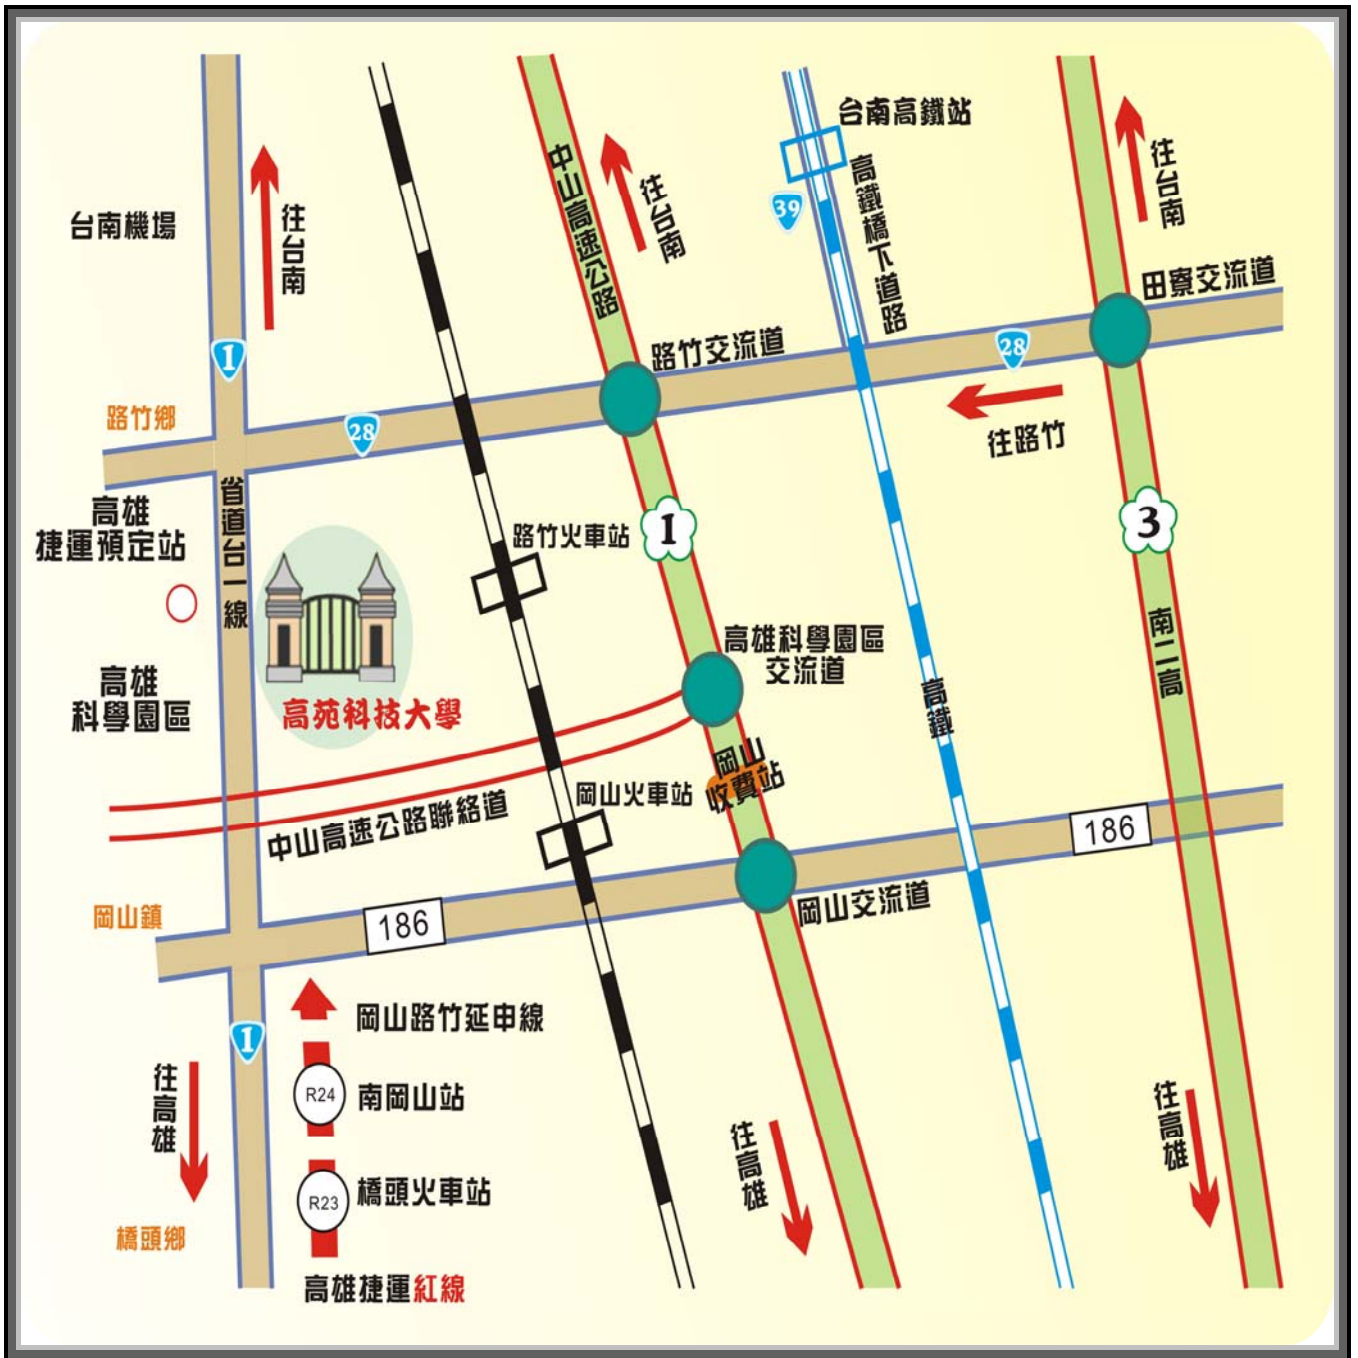 台南高鐵站
中山高速公路
往台南
往台南
39
高鐵橋下道路
台南機場
往台南
田寮交流道
1
路竹交流道
28
路竹鄉
28
往路竹
省道台一線
高雄
捷運預定站
路竹火車站
1
3
高雄科學園區
交流道
南二高
高雄
科學園區
高苑科技大學
高鐵
岡山
收費站
岡山火車站
中山高速公路聯絡道
186
岡山鎮
186
岡山交流道
岡山路竹延申線
1
往高雄
R24
南岡山站
往高雄
往高雄
R23
橋頭火車站
橋頭鄉
高雄捷運紅線